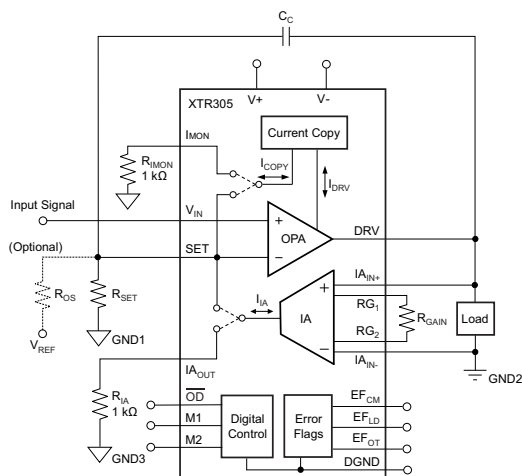 C_C
V+
V-
XTR305
I_MON
Current Copy
R_IMON
1 kΩ
I_COPY
I_DRV
Input Signal
V_IN
+
OPA
DRV
(Optional)
SET
−
R_OS
R_SET
V_REF
GND1
I_IA
IA
+
−
IA_IN+
RG_1
RG_2
R_GAIN
IA_IN-
Load
GND2
IA_OUT
R_IA
1 kΩ
GND3
OD
M1
M2
Digital
Control
Error
Flags
EF_CM
EF_LD
EF_OT
DGND